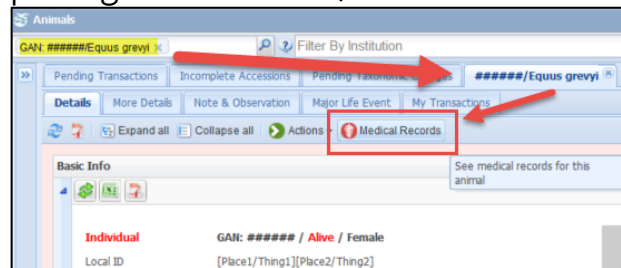 Animals
GAN: ######/Equus grevyi × Filter By Institution
Pending Transactions Incomplete Accessions Pending Taxonomic ######/Equus grevyi
Details More Details Note & Observation Major Life Event My Transactions
Expand all Collapse all Actions Medical Records
Basic Info
See medical records for this
animal
Individual GAN: ###### / Alive / Female
Local ID [Place1/Thing1][Place2/Thing2]